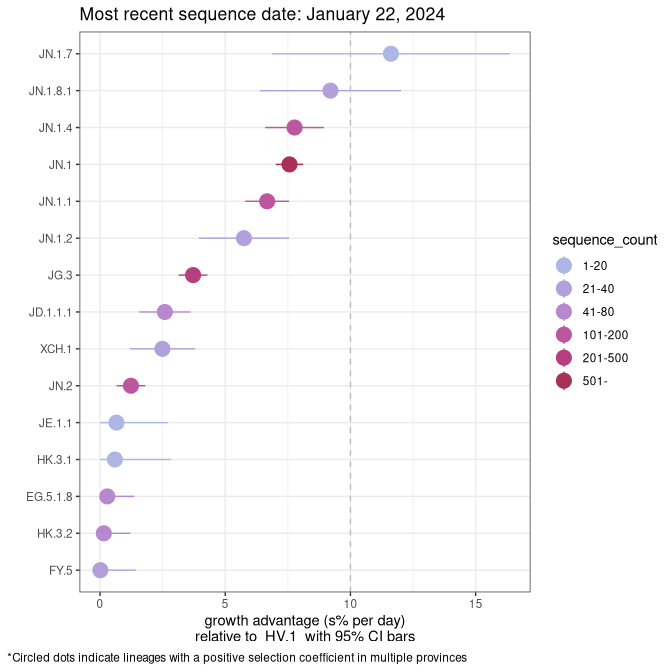 Most recent sequence date: January 22, 2024
JN.1.7
JN.1.8.1
JN.1.4
JN.1
JN.1.1
JN.1.2
JG.3
JD.1.1.1
XCH.1
JN.2
JE.1.1
HK.3.1
EG.5.1.8
HK.3.2
FY.5
0 5 10 15
growth advantage (s% per day)
relative to HV.1 with 95% CI bars
sequence_count
1-20
21-40
41-80
101-200
201-500
501-
*Circled dots indicate lineages with a positive selection coefficient in multiple provinces